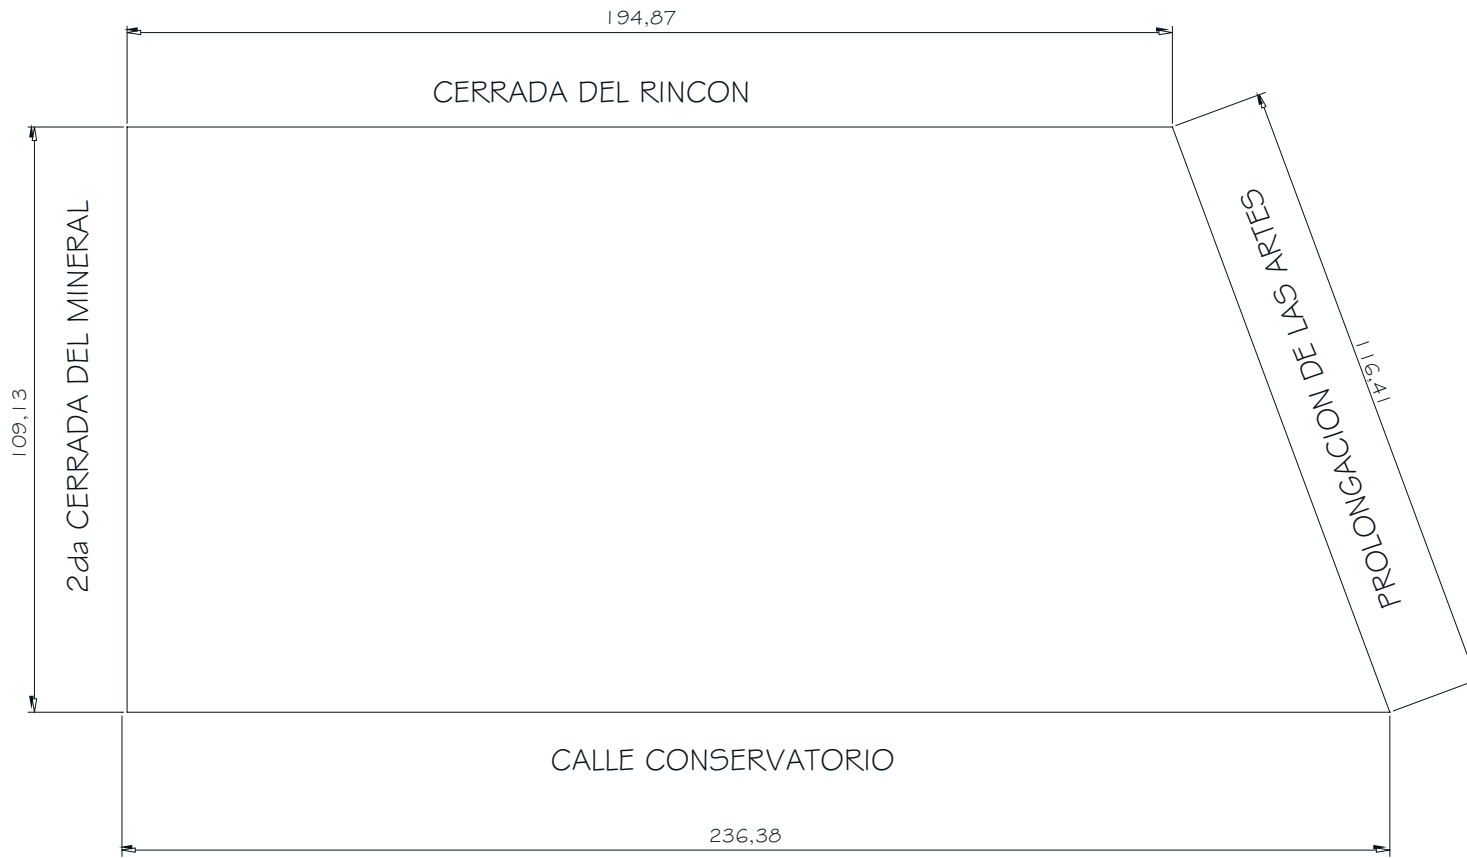 194,87
CERRADA DEL RINCON
2da CERRADA DEL MINERAL
109,13
PROLONGACION DE LAS ARTES
116,41
CALLE CONSERVATORIO
236,38